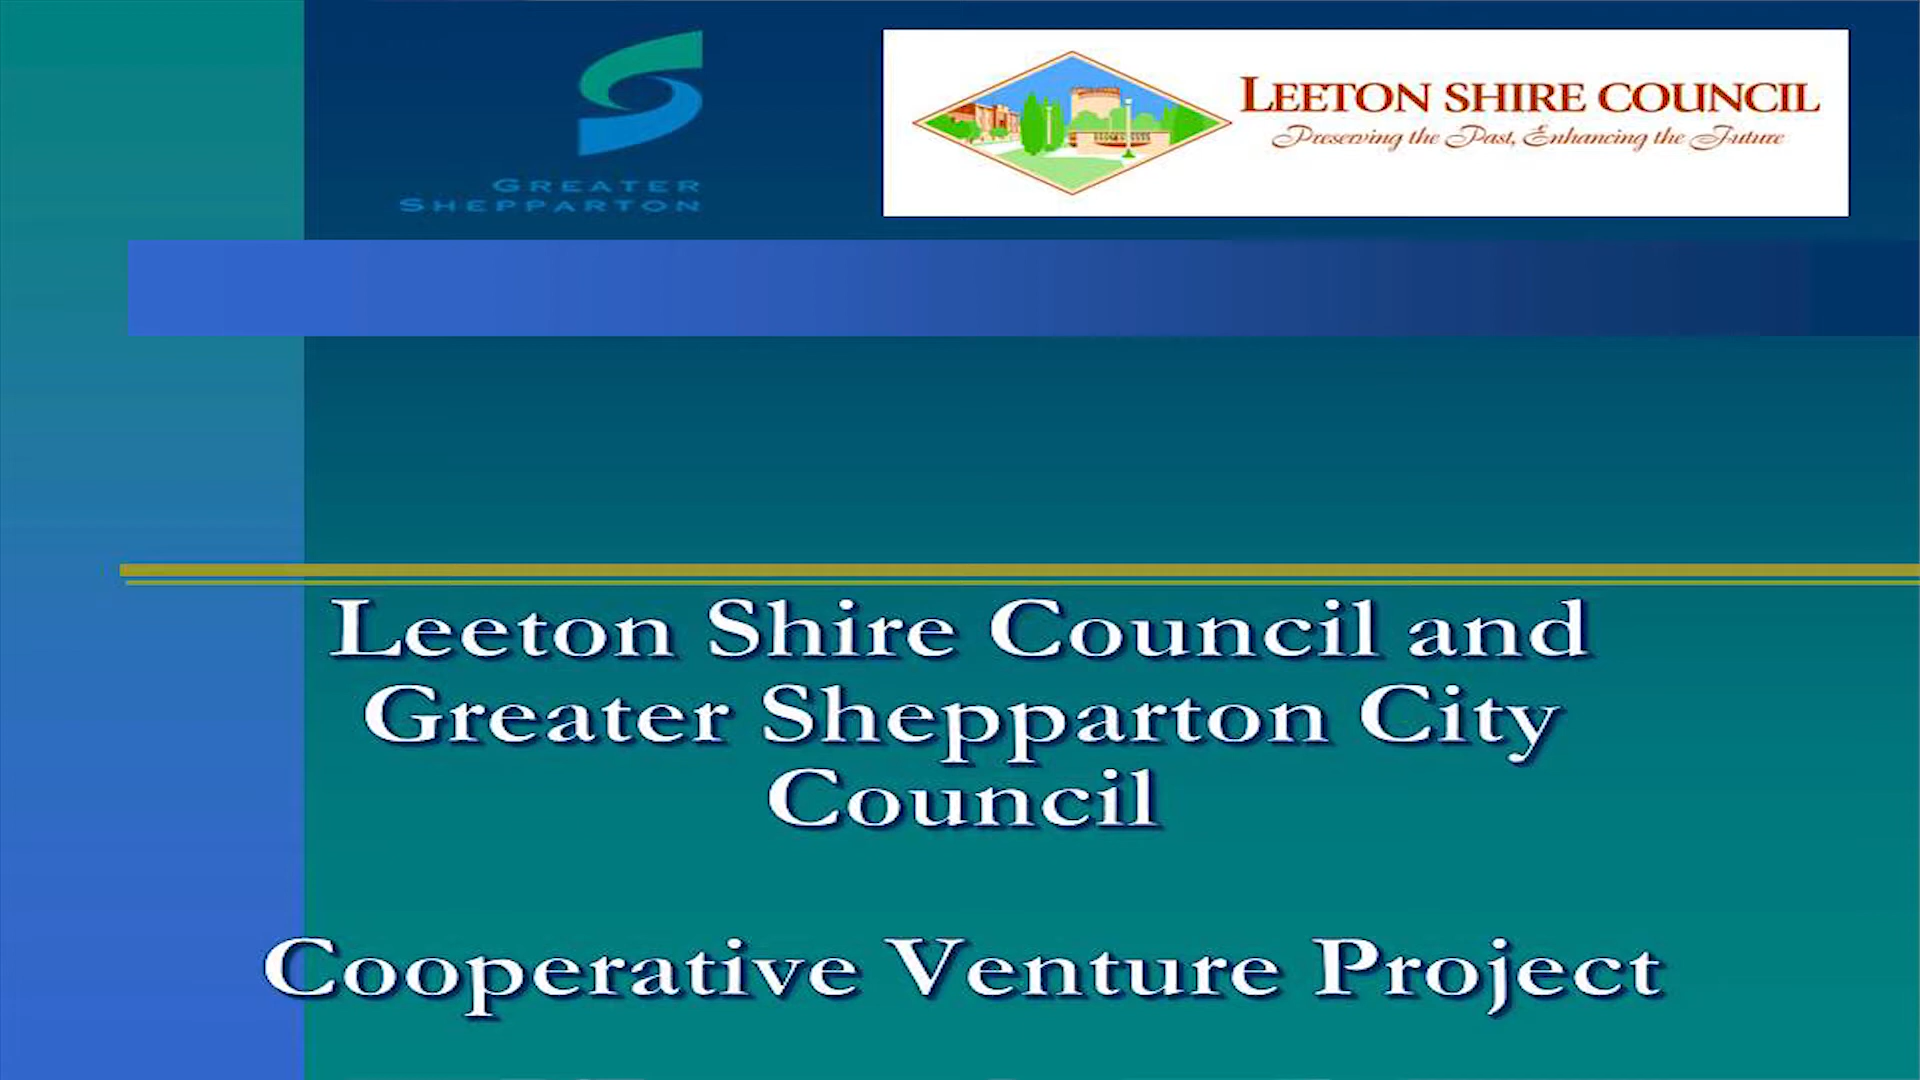 GREATER
SHEPPARTON
LEETON SHIRE COUNCIL
Preserving the Past, Enhancing the Future
Leeton Shire Council and
Greater Shepparton City
Council
Cooperative Venture Project